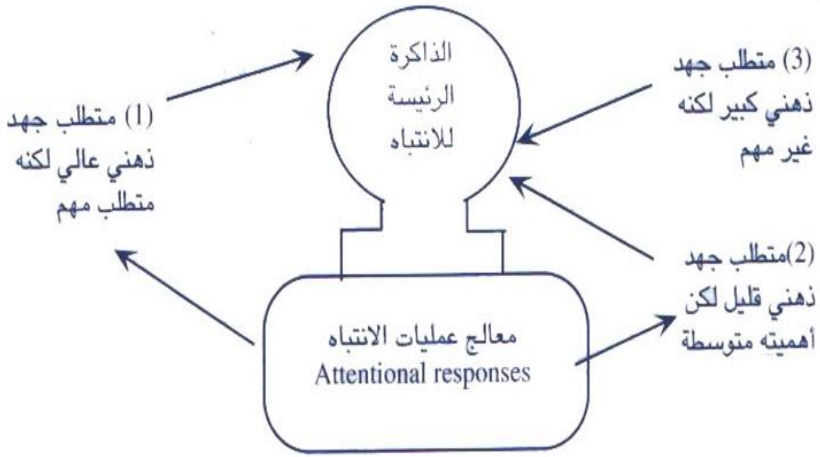 الذاكرة
الرئيسة
للانتباه
(3) متطلب جهد
ذهني كبير لكنه
غير مهم
(1) متطلب جهد
ذهني عالي لكنه
متطلب مهم
(2)متطلب جهد
ذهني قليل لكن
أهميته متوسطة
معالج عمليات الانتباه
Attentional responses